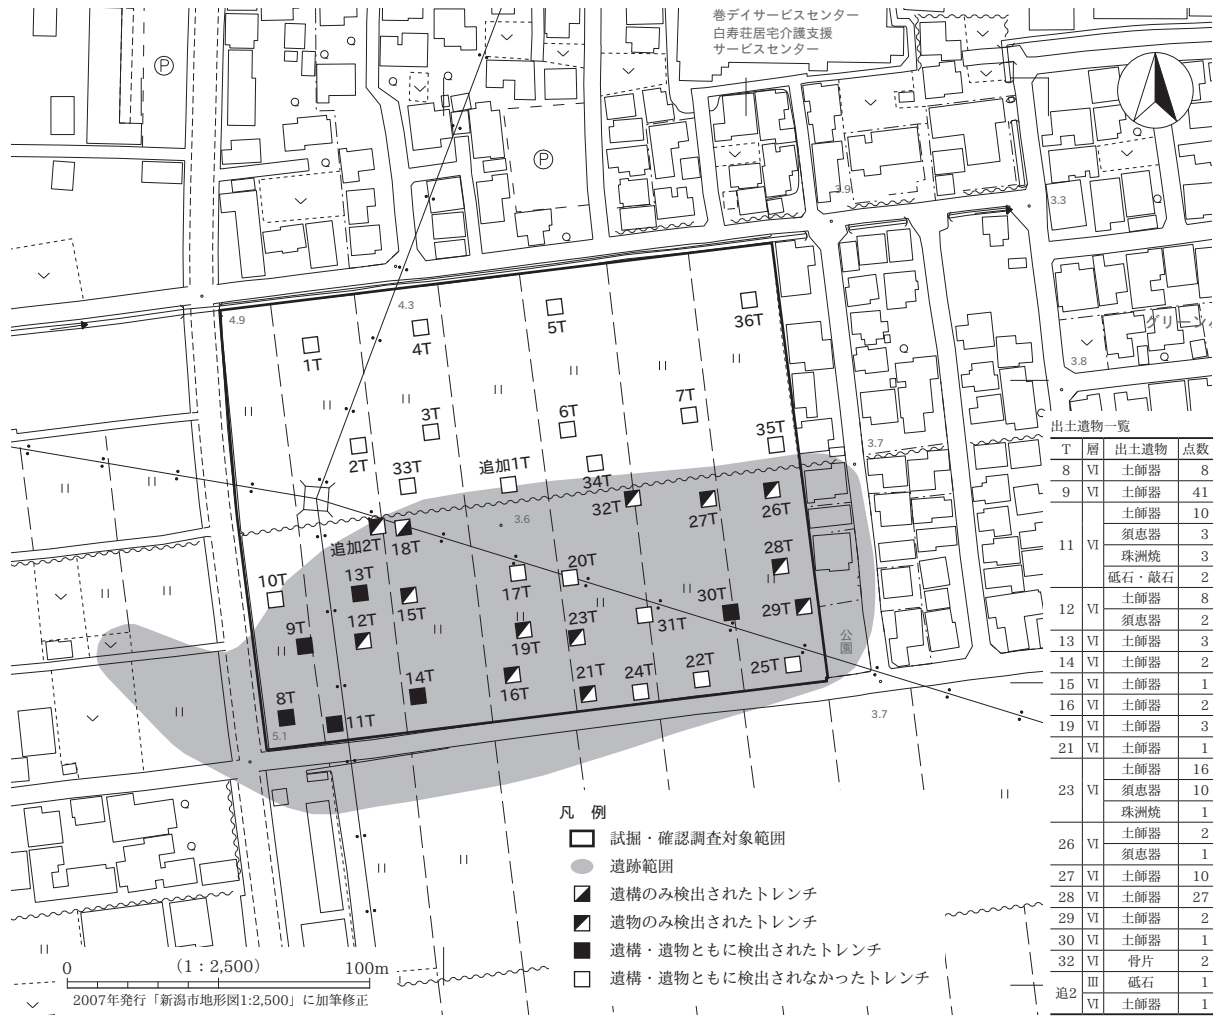 巻デイサービスセンター
白寿荘居宅介護支援
サービスセンター
P
P
3.9
3.3
4.9
4.3
5T
36T
1T
4T
グリーン
3.8
7T
3T
6T
35T
3.7
2T
33T
追加1T
34T
32T
27T
26T
3.6
追加2T
18T
28T
10T
13T
17T
20T
15T
30T
29T
9T
12T
23T
31T
19T
公園
8T
14T
16T
21T
24T
22T
25T
11T
5.1
3.7
凡 例
試掘・確認調査対象範囲
遺跡範囲
遺構のみ検出されたトレンチ
遺物のみ検出されたトレンチ
遺構・遺物ともに検出されたトレンチ
遺構・遺物ともに検出されなかったトレンチ
0 (1：2,500) 100m
2007年発行「新潟市地形図1:2,500」に加筆修正
出土遺物一覧
T 層 出土遺物 点数
8 Ⅵ 土師器 8
9 Ⅵ 土師器 41
11 Ⅵ 土師器 10
須恵器 3
珠洲焼 3
砥石・敲石 2
12 Ⅵ 土師器 8
須恵器 2
13 Ⅵ 土師器 3
14 Ⅵ 土師器 2
15 Ⅵ 土師器 1
16 Ⅵ 土師器 2
19 Ⅵ 土師器 3
21 Ⅵ 土師器 1
23 Ⅵ 土師器 16
須恵器 10
珠洲焼 1
26 Ⅵ 土師器 2
須恵器 1
27 Ⅵ 土師器 10
28 Ⅵ 土師器 27
29 Ⅵ 土師器 2
30 Ⅵ 土師器 1
32 Ⅵ 骨片 2
追2 Ⅲ 砥石 1
Ⅵ 土師器 1